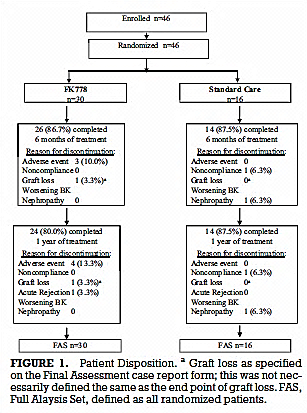 Enrolled n=46
Randomized n=46
FK778
n=30
Standard Care
n=16
26 (86.7%) completed
6 months of treatment
Reason for discontinuation:
Adverse event 3 (10.0%)
Noncompliance 0
Graft loss 1 (3.3%)ᵃ
Worsening BK
Nephropathy 0
14 (87.5%) completed
6 months of treatment
Reason for discontinuation:
Adverse event 0
Noncompliance 1 (6.3%)
Graft loss 0ᵃ
Worsening BK
Nephropathy 1 (6.3%)
24 (80.0%) completed
1 year of treatment
Reason for discontinuation:
Adverse event 4 (13.3%)
Noncompliance 0
Graft loss 1 (3.3%)ᵃ
Acute Rejection 1 (3.3%)
Worsening BK
Nephropathy 0
14 (87.5%) completed
1 year of treatment
Reason for discontinuation:
Adverse event 0
Noncompliance 1 (6.3%)
Graft loss 0ᵃ
Acute Rejection 0
Worsening BK
Nephropathy 1 (6.3%)
FAS n=30
FAS n=16
FIGURE 1. Patient Disposition. ᵃ Graft loss as specified
on the Final Assessment case report form; this was not nec-
essarily defined the same as the end point of graft loss. FAS,
Full Alaysis Set, defined as all randomized patients.